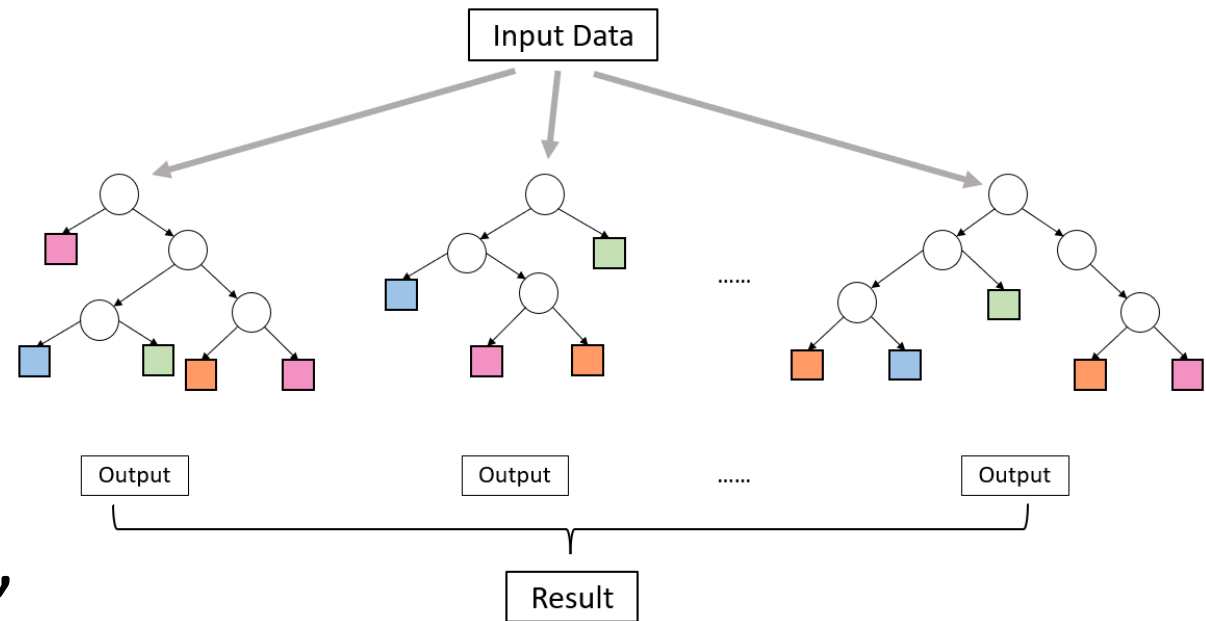 Input Data
......
Output Output ...... Output
,
Result